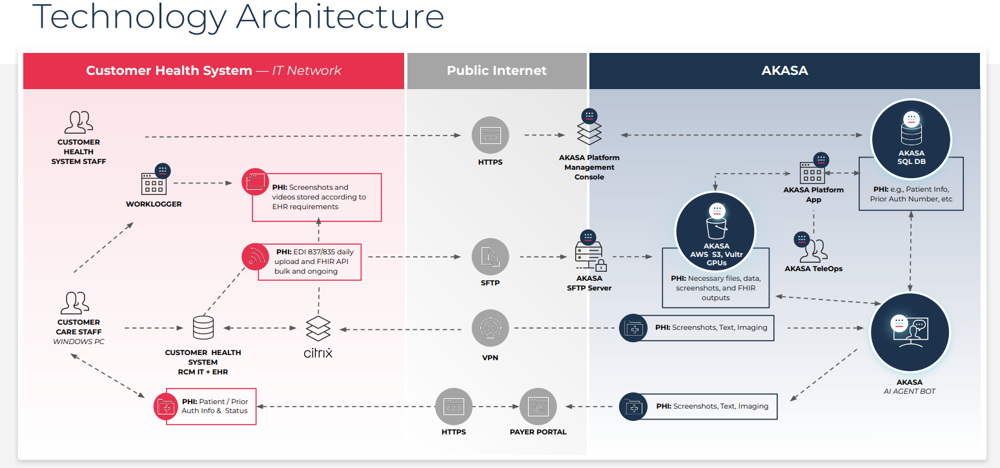 Technology Architecture
Customer Health System — IT Network
Public Internet
AKASA
CUSTOMER
HEALTH
SYSTEM STAFF
HTTPS
AKASA Platform
Management
Console
AKASA
SQL DB
PHI: e.g., Patient Info,
Prior Auth Number, etc
WORKLOGGER
PHI: Screenshots and
videos stored according to
EHR requirements
AKASA Platform
App
PHI: EDI 837/835 daily
upload and FHIR API
bulk and ongoing
SFTP
AKASA
SFTP Server
AKASA
AWS S3, Vultr
GPUs
PHI: Necessary files, data,
screenshots, and FHIR
outputs
AKASA TeleOps
CUSTOMER
CARE STAFF
WINDOWS PC
CUSTOMER HEALTH
SYSTEM
RCM IT + EHR
citrix
VPN
PHI: Screenshots, Text, Imaging
AKASA
AI AGENT BOT
PHI: Patient / Prior
Auth Info & Status
HTTPS
PAYER PORTAL
PHI: Screenshots, Text, Imaging